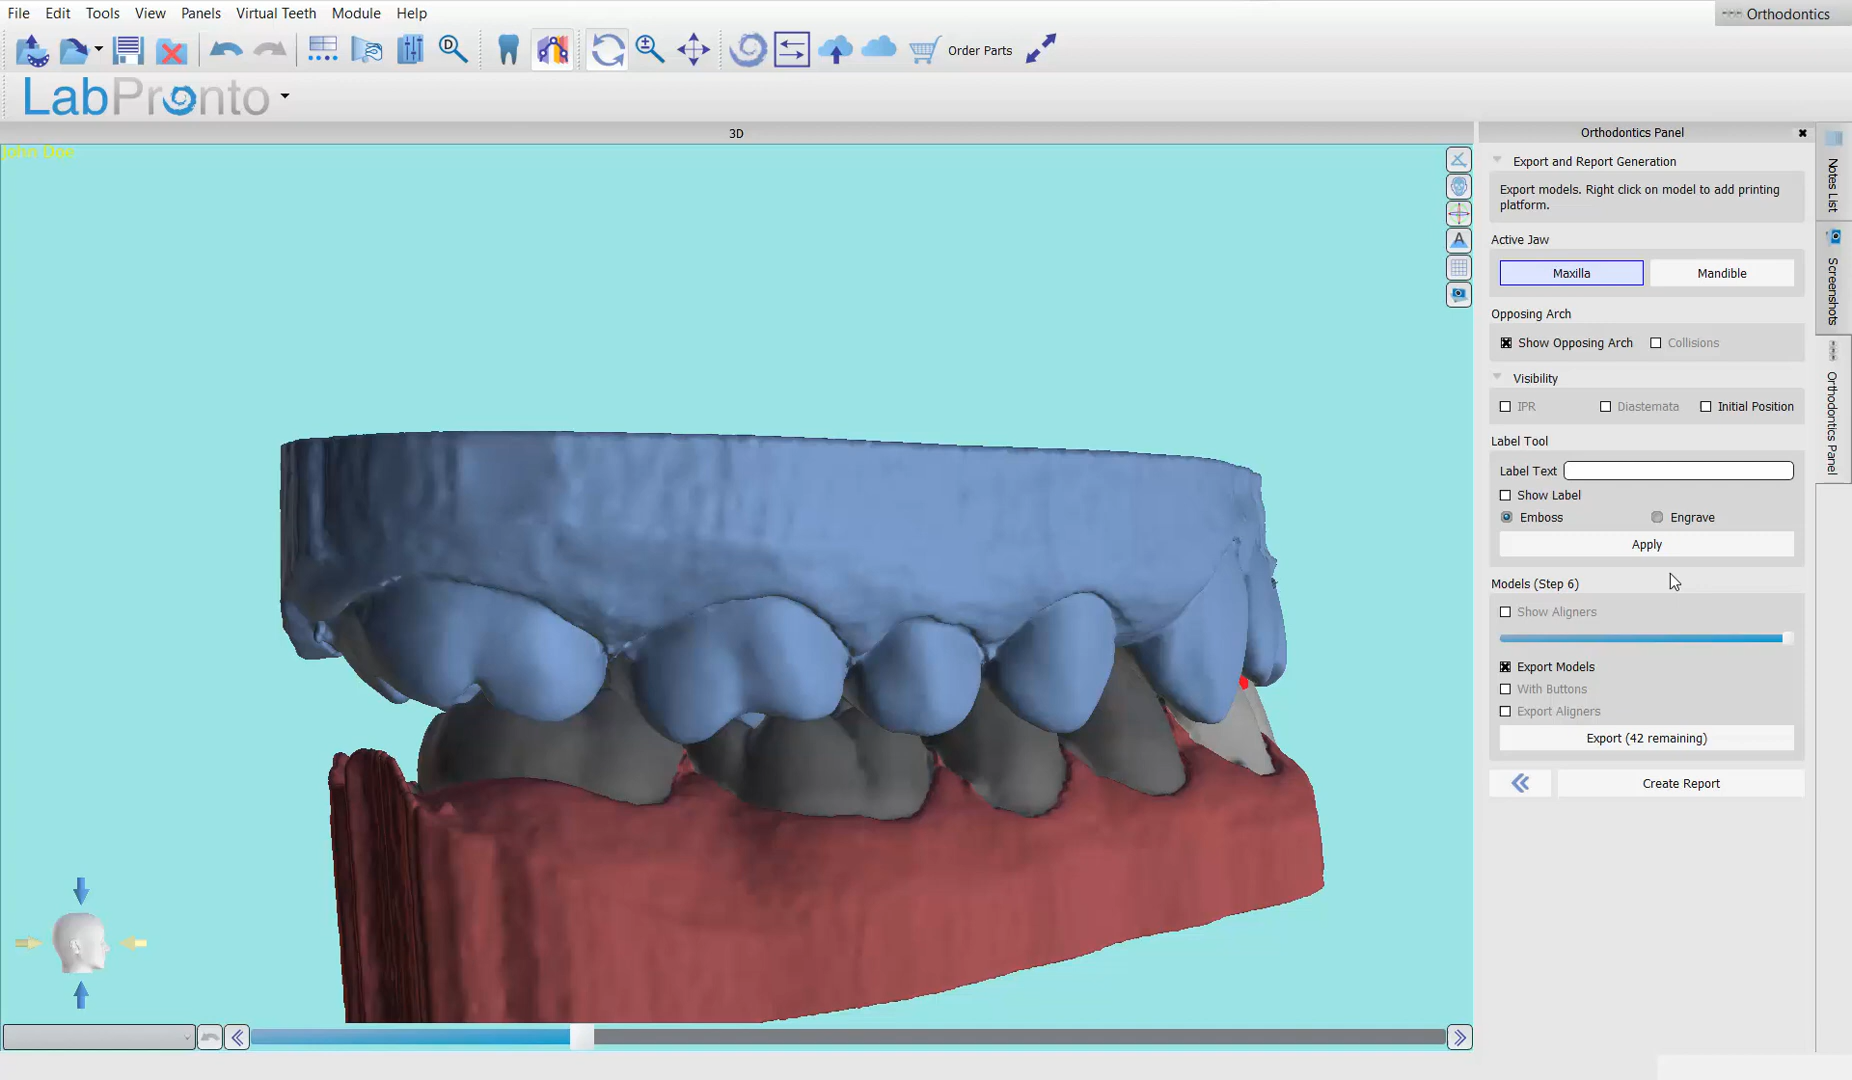 File Edit Tools View Panels Virtual Teeth Module Help
Orthodontics
D
Order Parts
LabPronto
3D
John Doe
A
Orthodontics Panel
Export and Report Generation
Export models. Right click on model to add printing
platform.
Active Jaw
Maxilla Mandible
Opposing Arch
Show Opposing Arch Collisions
Visibility
IPR Diastemata Initial Position
Label Tool
Label Text
Show Label
Emboss Engrave
Apply
Models (Step 6)
Show Aligners
Export Models
With Buttons
Export Aligners
Export (42 remaining)
Create Report
Notes List
Screenshots
Orthodontics Panel